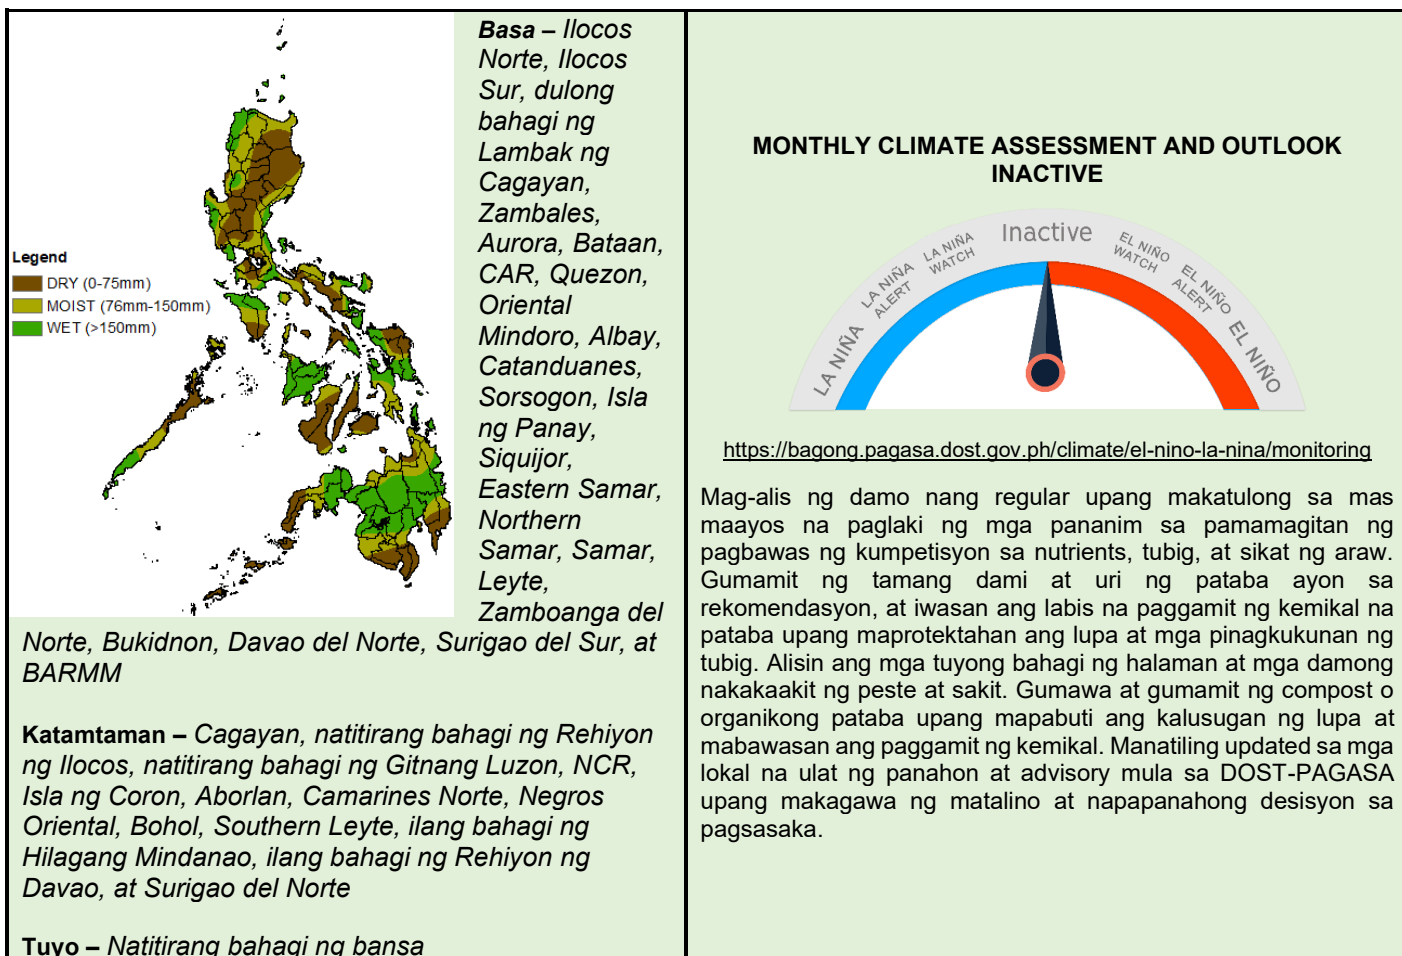 Basa – Ilocos
Norte, Ilocos
Sur, dulong
bahagi ng
Lambak ng
Cagayan,
Zambales,
Aurora, Bataan,
CAR, Quezon,
Oriental
Mindoro, Albay,
Catanduanes,
Sorsogon, Isla
ng Panay,
Siquijor,
Eastern Samar,
Northern
Samar, Samar,
Leyte,
Zamboanga del
Norte, Bukidnon, Davao del Norte, Surigao del Sur, at
BARMM
Legend
DRY (0-75mm)
MOIST (76mm-150mm)
WET (>150mm)
Katamtaman – Cagayan, natitirang bahagi ng Rehiyon
ng Ilocos, natitirang bahagi ng Gitnang Luzon, NCR,
Isla ng Coron, Aborlan, Camarines Norte, Negros
Oriental, Bohol, Southern Leyte, ilang bahagi ng
Hilagang Mindanao, ilang bahagi ng Rehiyon ng
Davao, at Surigao del Norte
Tuyo – Natitirang bahagi ng bansa
MONTHLY CLIMATE ASSESSMENT AND OUTLOOK
INACTIVE
LA NIÑA
LA NIÑA
ALERT
LA NIÑA
WATCH
Inactive
EL NIÑO
WATCH
EL NIÑO
ALERT
EL NIÑO
https://bagong.pagasa.dost.gov.ph/climate/el-nino-la-nina/monitoring
Mag-alis ng damo nang regular upang makatulong sa mas
maayos na paglaki ng mga pananim sa pamamagitan ng
pagbawas ng kumpetisyon sa nutrients, tubig, at sikat ng araw.
Gumamit ng tamang dami at uri ng pataba ayon sa
rekomendasyon, at iwasan ang labis na paggamit ng kemikal na
pataba upang maprotektahan ang lupa at mga pinagkukunan ng
tubig. Alisin ang mga tuyong bahagi ng halaman at mga damong
nakakaakit ng peste at sakit. Gumawa at gumamit ng compost o
organikong pataba upang mapabuti ang kalusugan ng lupa at
mabawasan ang paggamit ng kemikal. Manatiling updated sa mga
lokal na ulat ng panahon at advisory mula sa DOST-PAGASA
upang makagawa ng matalino at napapanahong desisyon sa
pagsasaka.